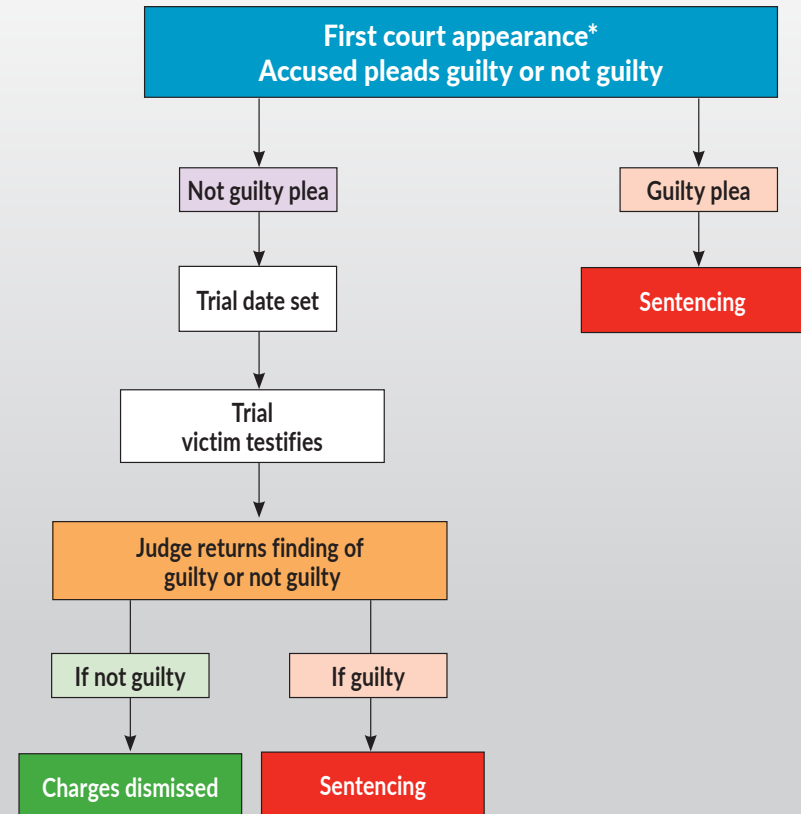 First court appearance*
Accused pleads guilty or not guilty
Not guilty plea
Guilty plea
Trial date set
Sentencing
Trial
victim testifies
Judge returns finding of
guilty or not guilty
If not guilty
If guilty
Charges dismissed
Sentencing